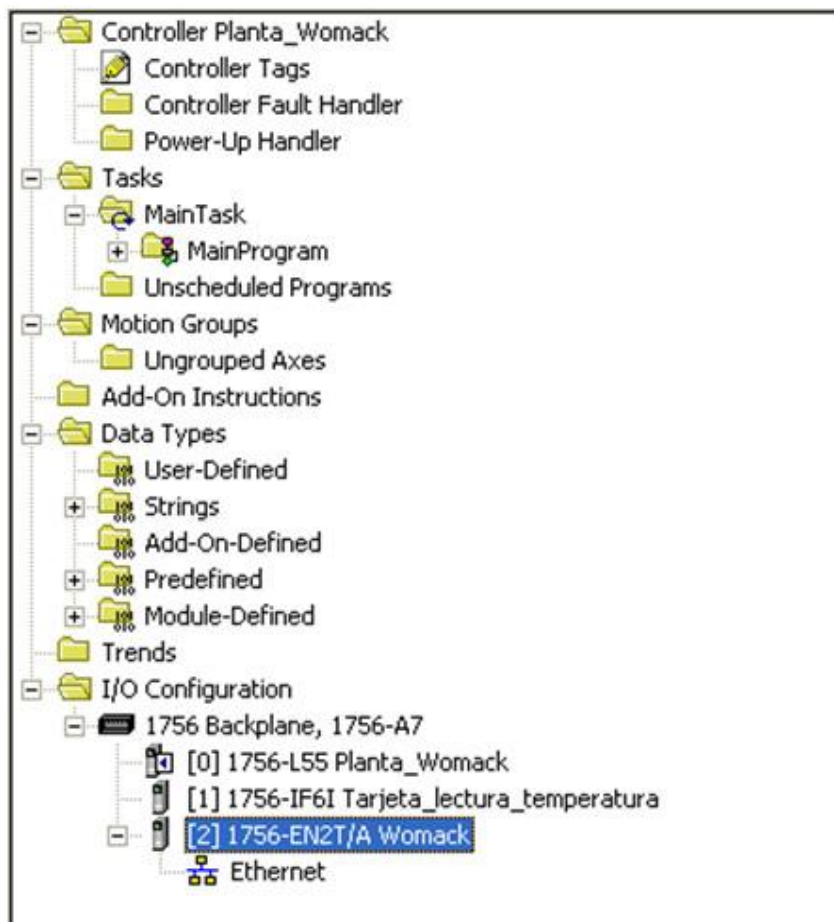 Controller Planta_Womack
Controller Tags
Controller Fault Handler
Power-Up Handler
Tasks
MainTask
MainProgram
Unscheduled Programs
Motion Groups
Ungrouped Axes
Add-On Instructions
Data Types
User-Defined
Strings
Add-On-Defined
Predefined
Module-Defined
Trends
I/O Configuration
1756 Backplane, 1756-A7
[0] 1756-L55 Planta_Womack
[1] 1756-IF6I Tarjeta_lectura_temperatura
[2] 1756-EN2T/A Womack
Ethernet